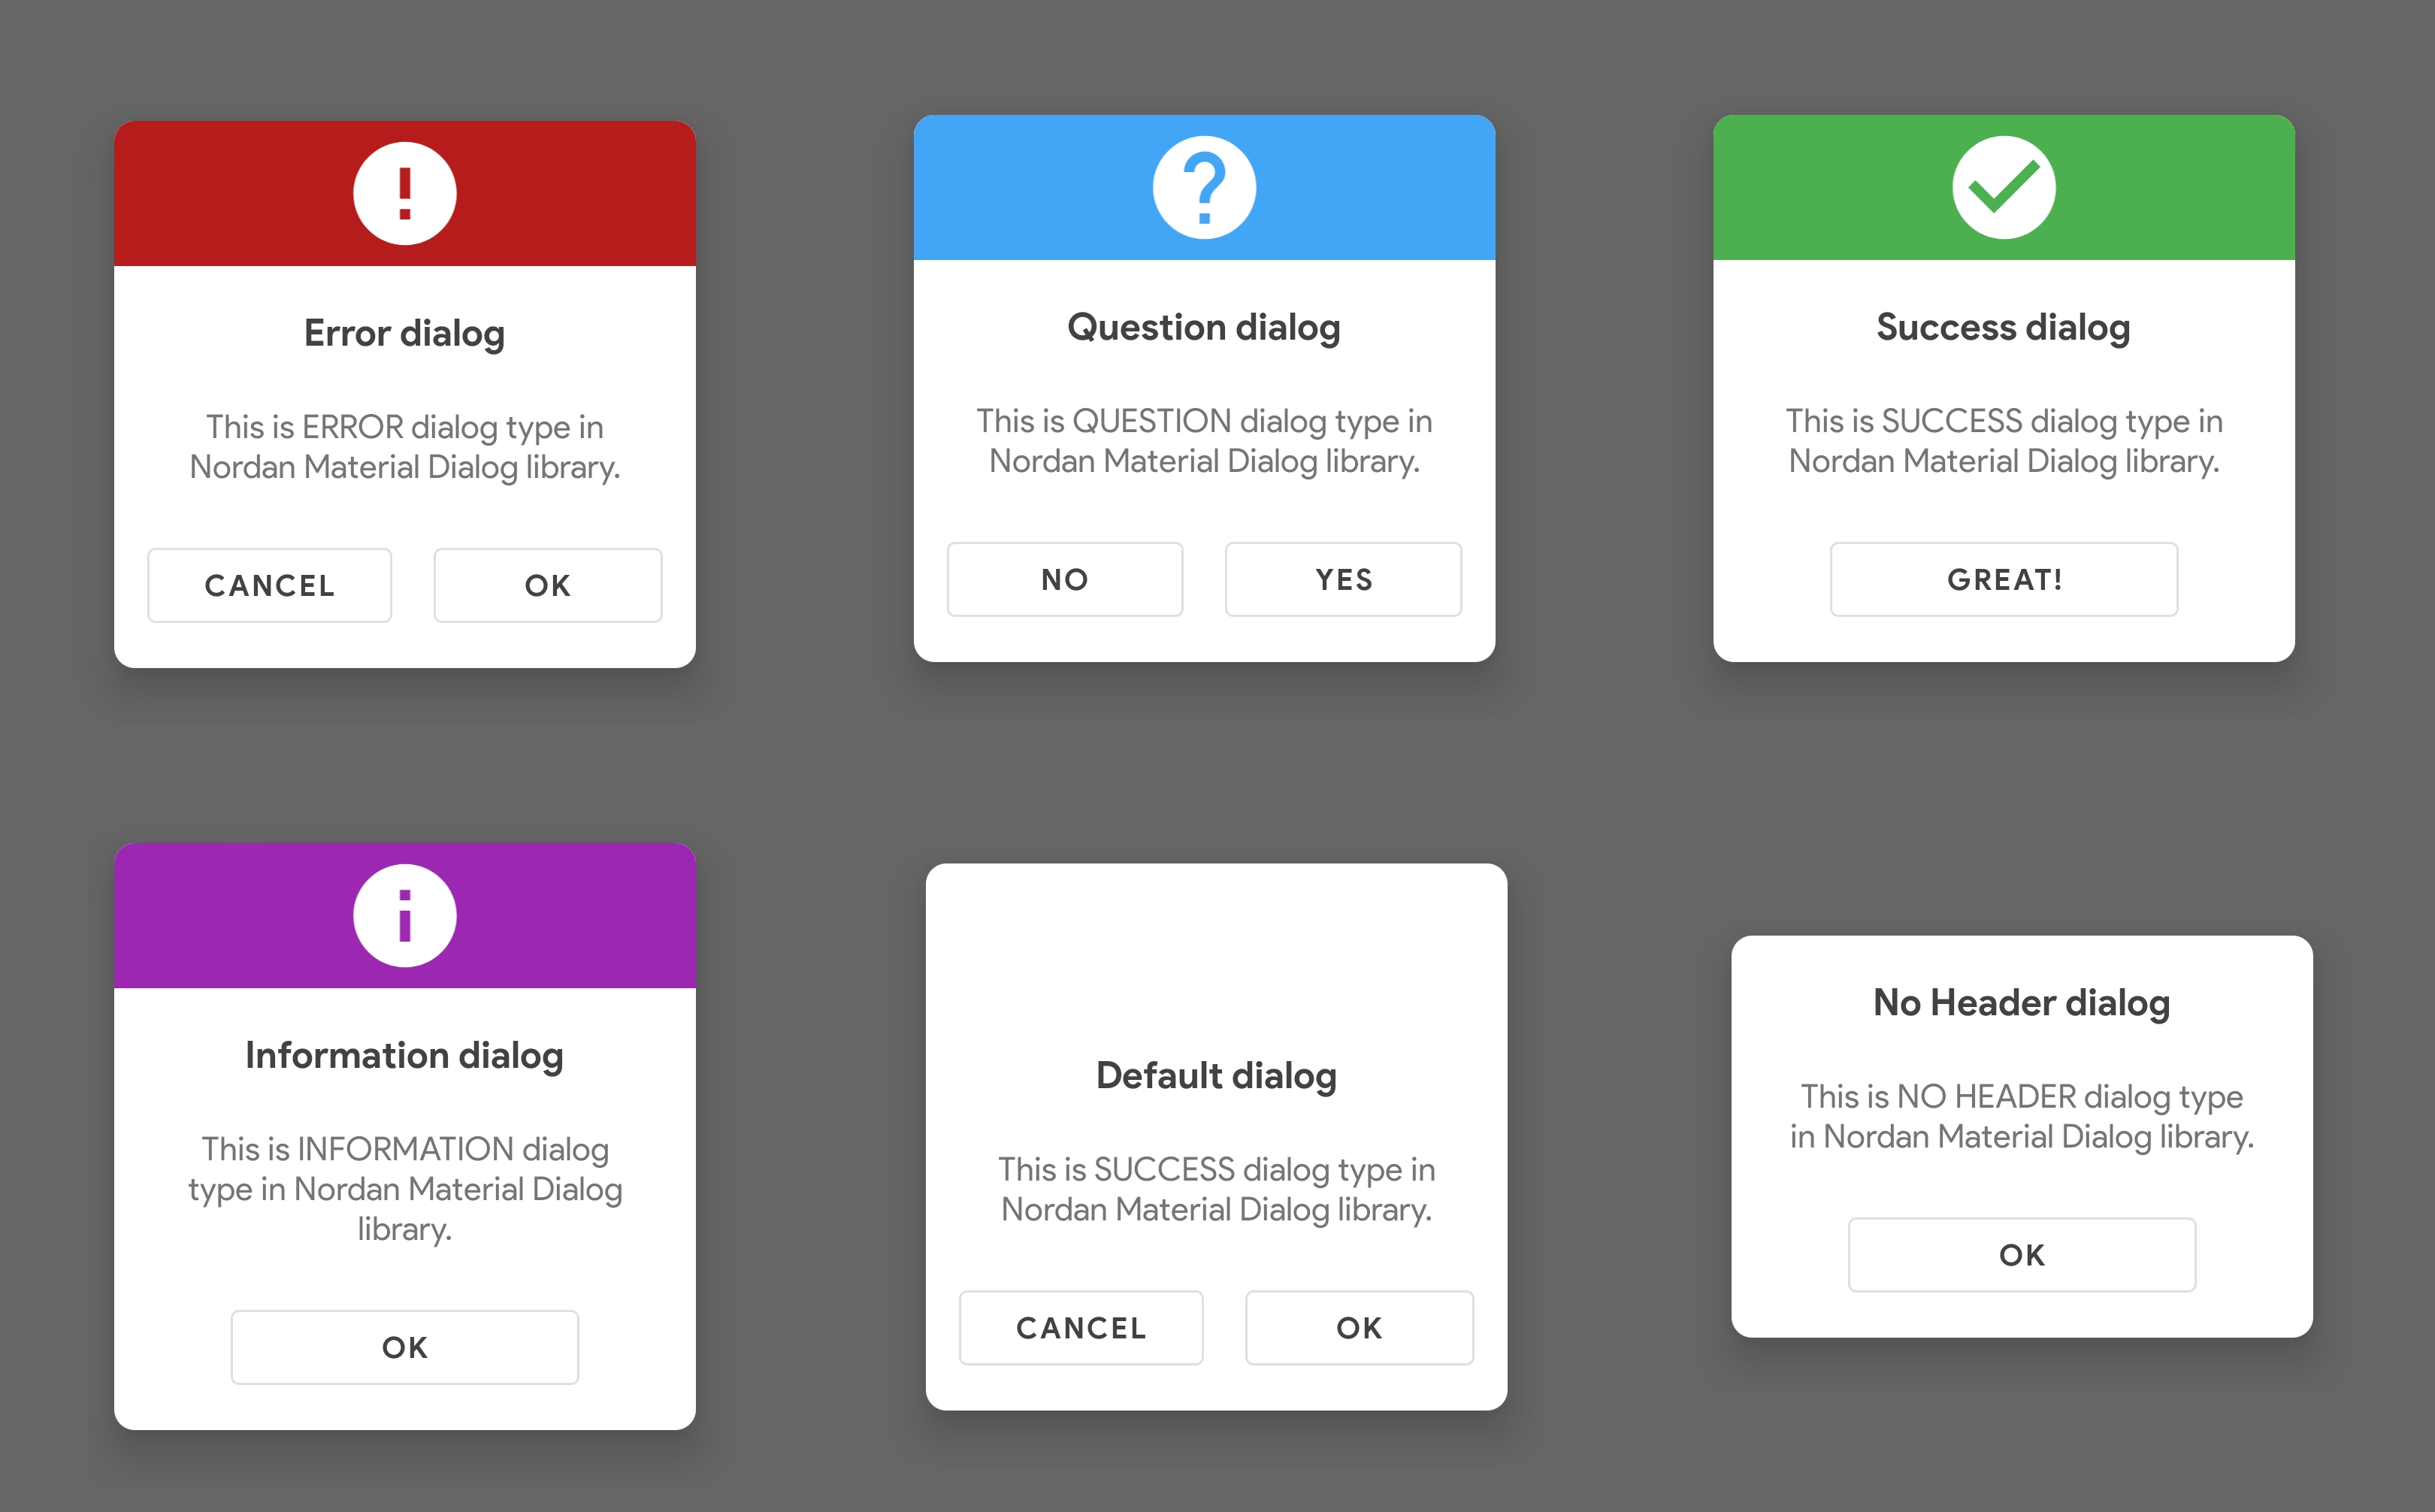 Error dialog
This is ERROR dialog type in
Nordan Material Dialog library.
CANCEL
OK
Question dialog
This is QUESTION dialog type in
Nordan Material Dialog library.
NO
YES
Success dialog
This is SUCCESS dialog type in
Nordan Material Dialog library.
GREAT!
Information dialog
This is INFORMATION dialog
type in Nordan Material Dialog
library.
OK
Default dialog
This is SUCCESS dialog type in
Nordan Material Dialog library.
CANCEL
OK
No Header dialog
This is NO HEADER dialog type
in Nordan Material Dialog library.
OK